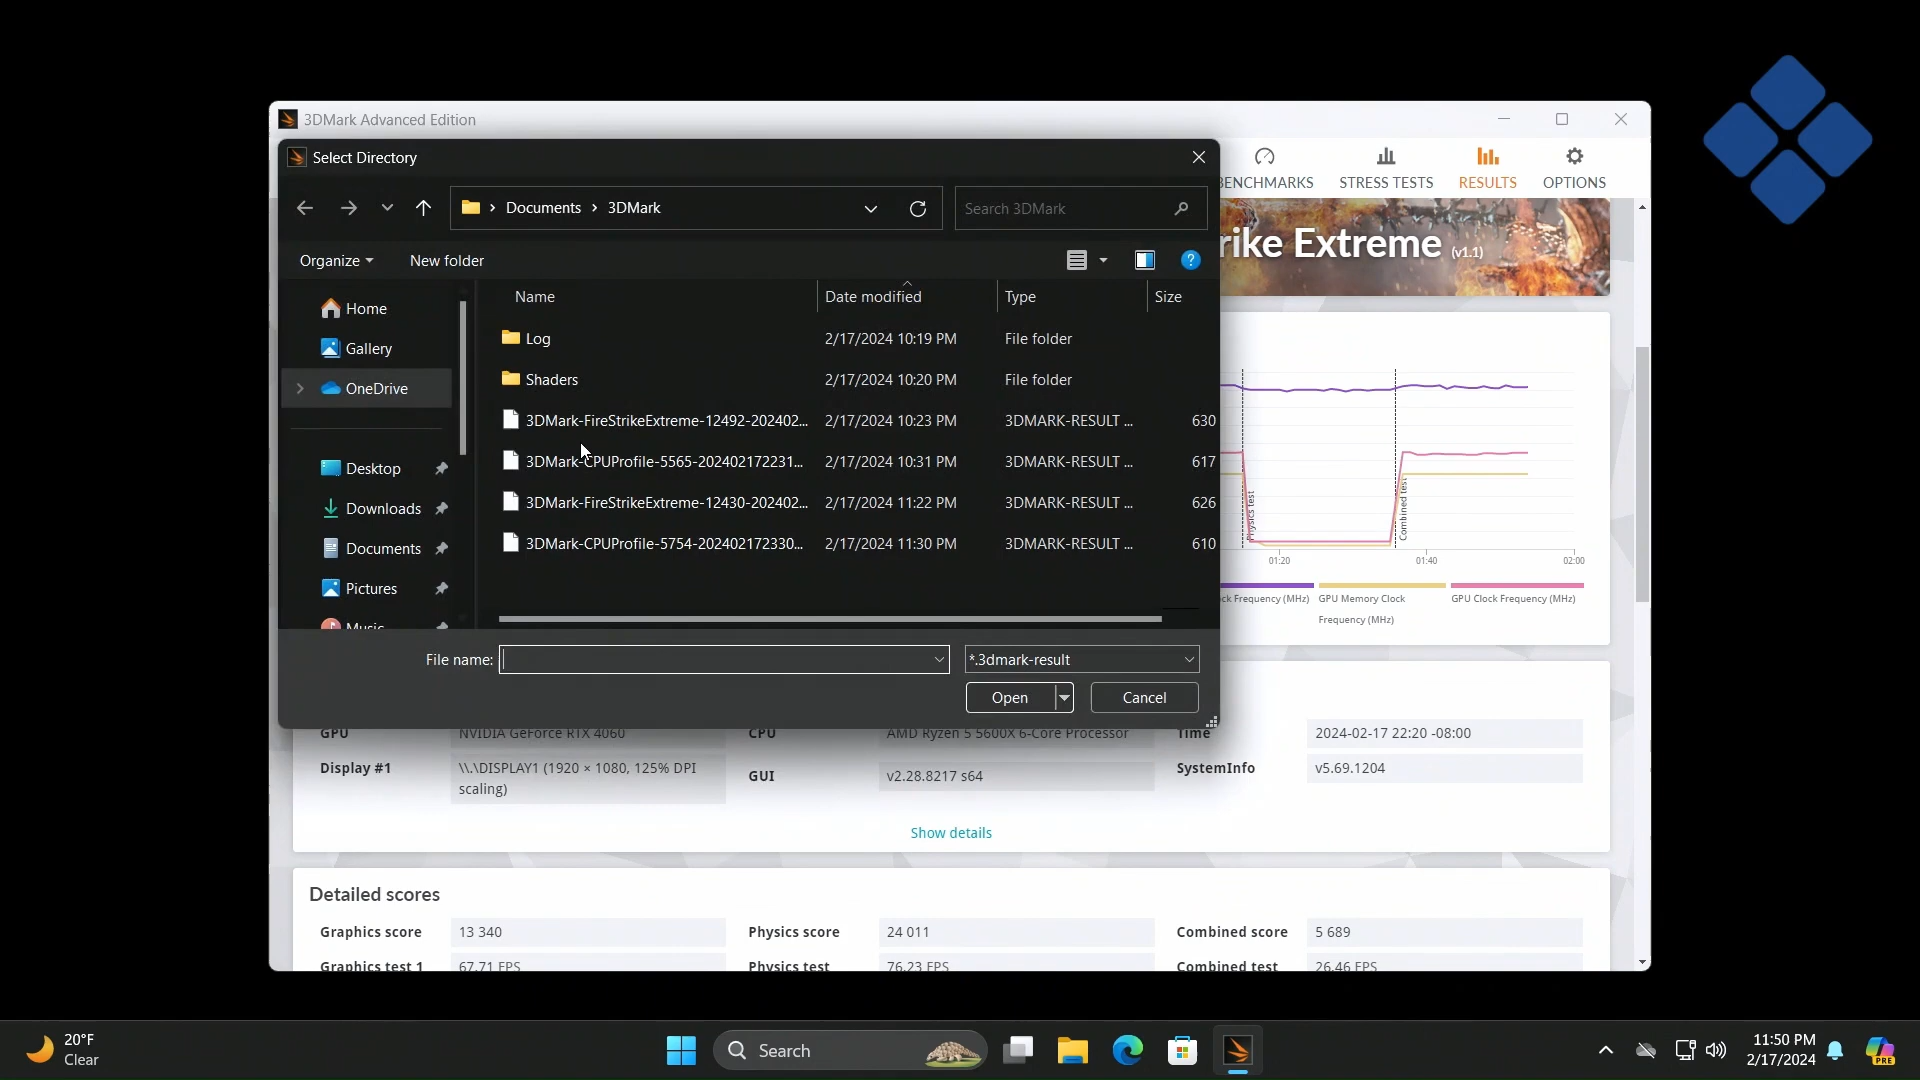 3DMark Advanced Edition
Select Directory
BENCHMARKS
STRESS TESTS
RESULTS
OPTIONS
Documents
3DMark
Search 3DMark
rike Extreme (v1.1)
Organize
New folder
Name
Date modified
Type
Size
Home
Gallery
OneDrive
Desktop
Downloads
Documents
Pictures
Music
Log 2/17/2024 10:19 PM File folder
Shaders 2/17/2024 10:20 PM File folder
3DMark-FireStrikeExtreme-12492-202402... 2/17/2024 10:23 PM 3DMARK-RESULT ... 630
3DMark-CPUProfile-5565-202402172231... 2/17/2024 10:31 PM 3DMARK-RESULT ... 617
3DMark-FireStrikeExtreme-12430-202402... 2/17/2024 11:22 PM 3DMARK-RESULT ... 626
3DMark-CPUProfile-5754-202402172330... 2/17/2024 11:30 PM 3DMARK-RESULT ... 610
Physics test
Combined test
01:20
01:40
02:00
ck Frequency (MHz)
GPU Memory Clock
Frequency (MHz)
GPU Clock Frequency (MHz)
File name:
*.3dmark-result
Open
Cancel
GPU
NVIDIA GeForce RTX 4060
CPU
AMD Ryzen 5 5600X 6-Core Processor
Time
2024-02-17 22:20 -08:00
Display #1
\\.\DISPLAY1 (1920 × 1080, 125% DPI
scaling)
GUI
v2.28.8217 s64
SystemInfo
v5.69.1204
Show details
Detailed scores
Graphics score
13 340
Physics score
24 011
Combined score
5 689
Graphics test 1
67.71 FPS
Physics test
76.23 FPS
Combined test
26.46 FPS
20°F
Clear
Search
11:50 PM
2/17/2024
PRE